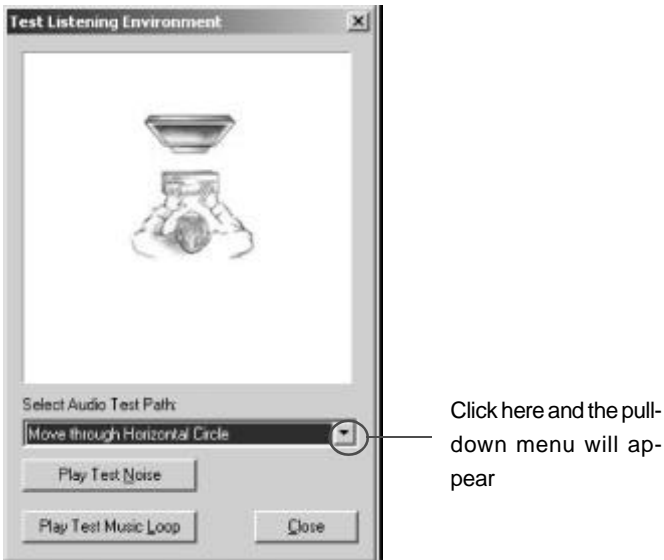 Test Listening Environment
Select Audio Test Path:
Move through Horizontal Circle
Click here and the pull-
down menu will ap-
pear
Play Test Noise
Play Test Music Loop
Close